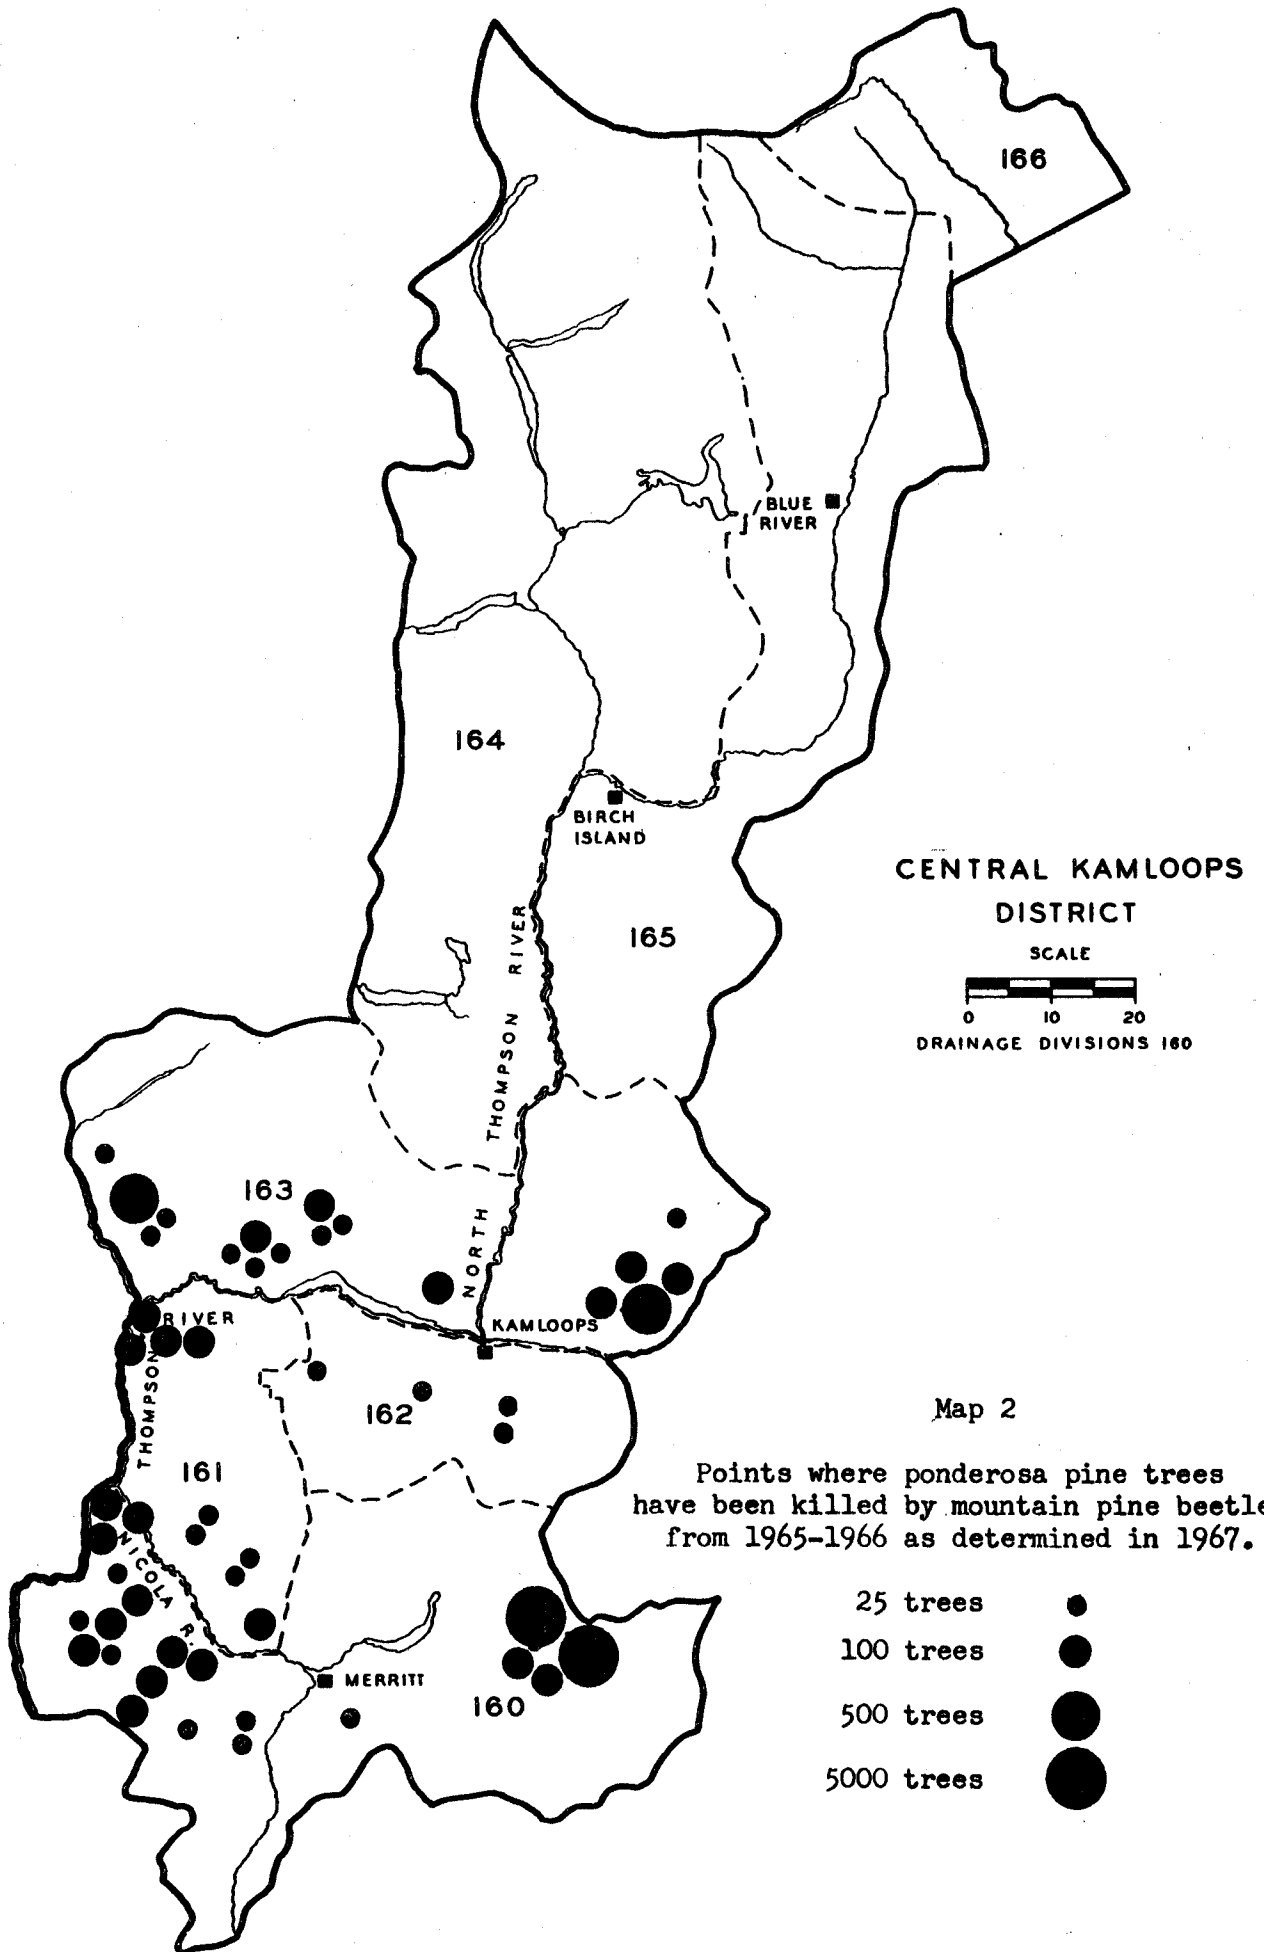 166
BLUE
RIVER
164
BIRCH
ISLAND
CENTRAL KAMLOOPS
DISTRICT
SCALE
0 10 20
DRAINAGE DIVISIONS 160
165
NORTH THOMPSON RIVER
163
KAMLOOPS
THOMPSON RIVER
162
161
NICOLA R.
MERRITT
160
Map 2
Points where ponderosa pine trees
have been killed by mountain pine beetle
from 1965-1966 as determined in 1967.
25 trees
100 trees
500 trees
5000 trees